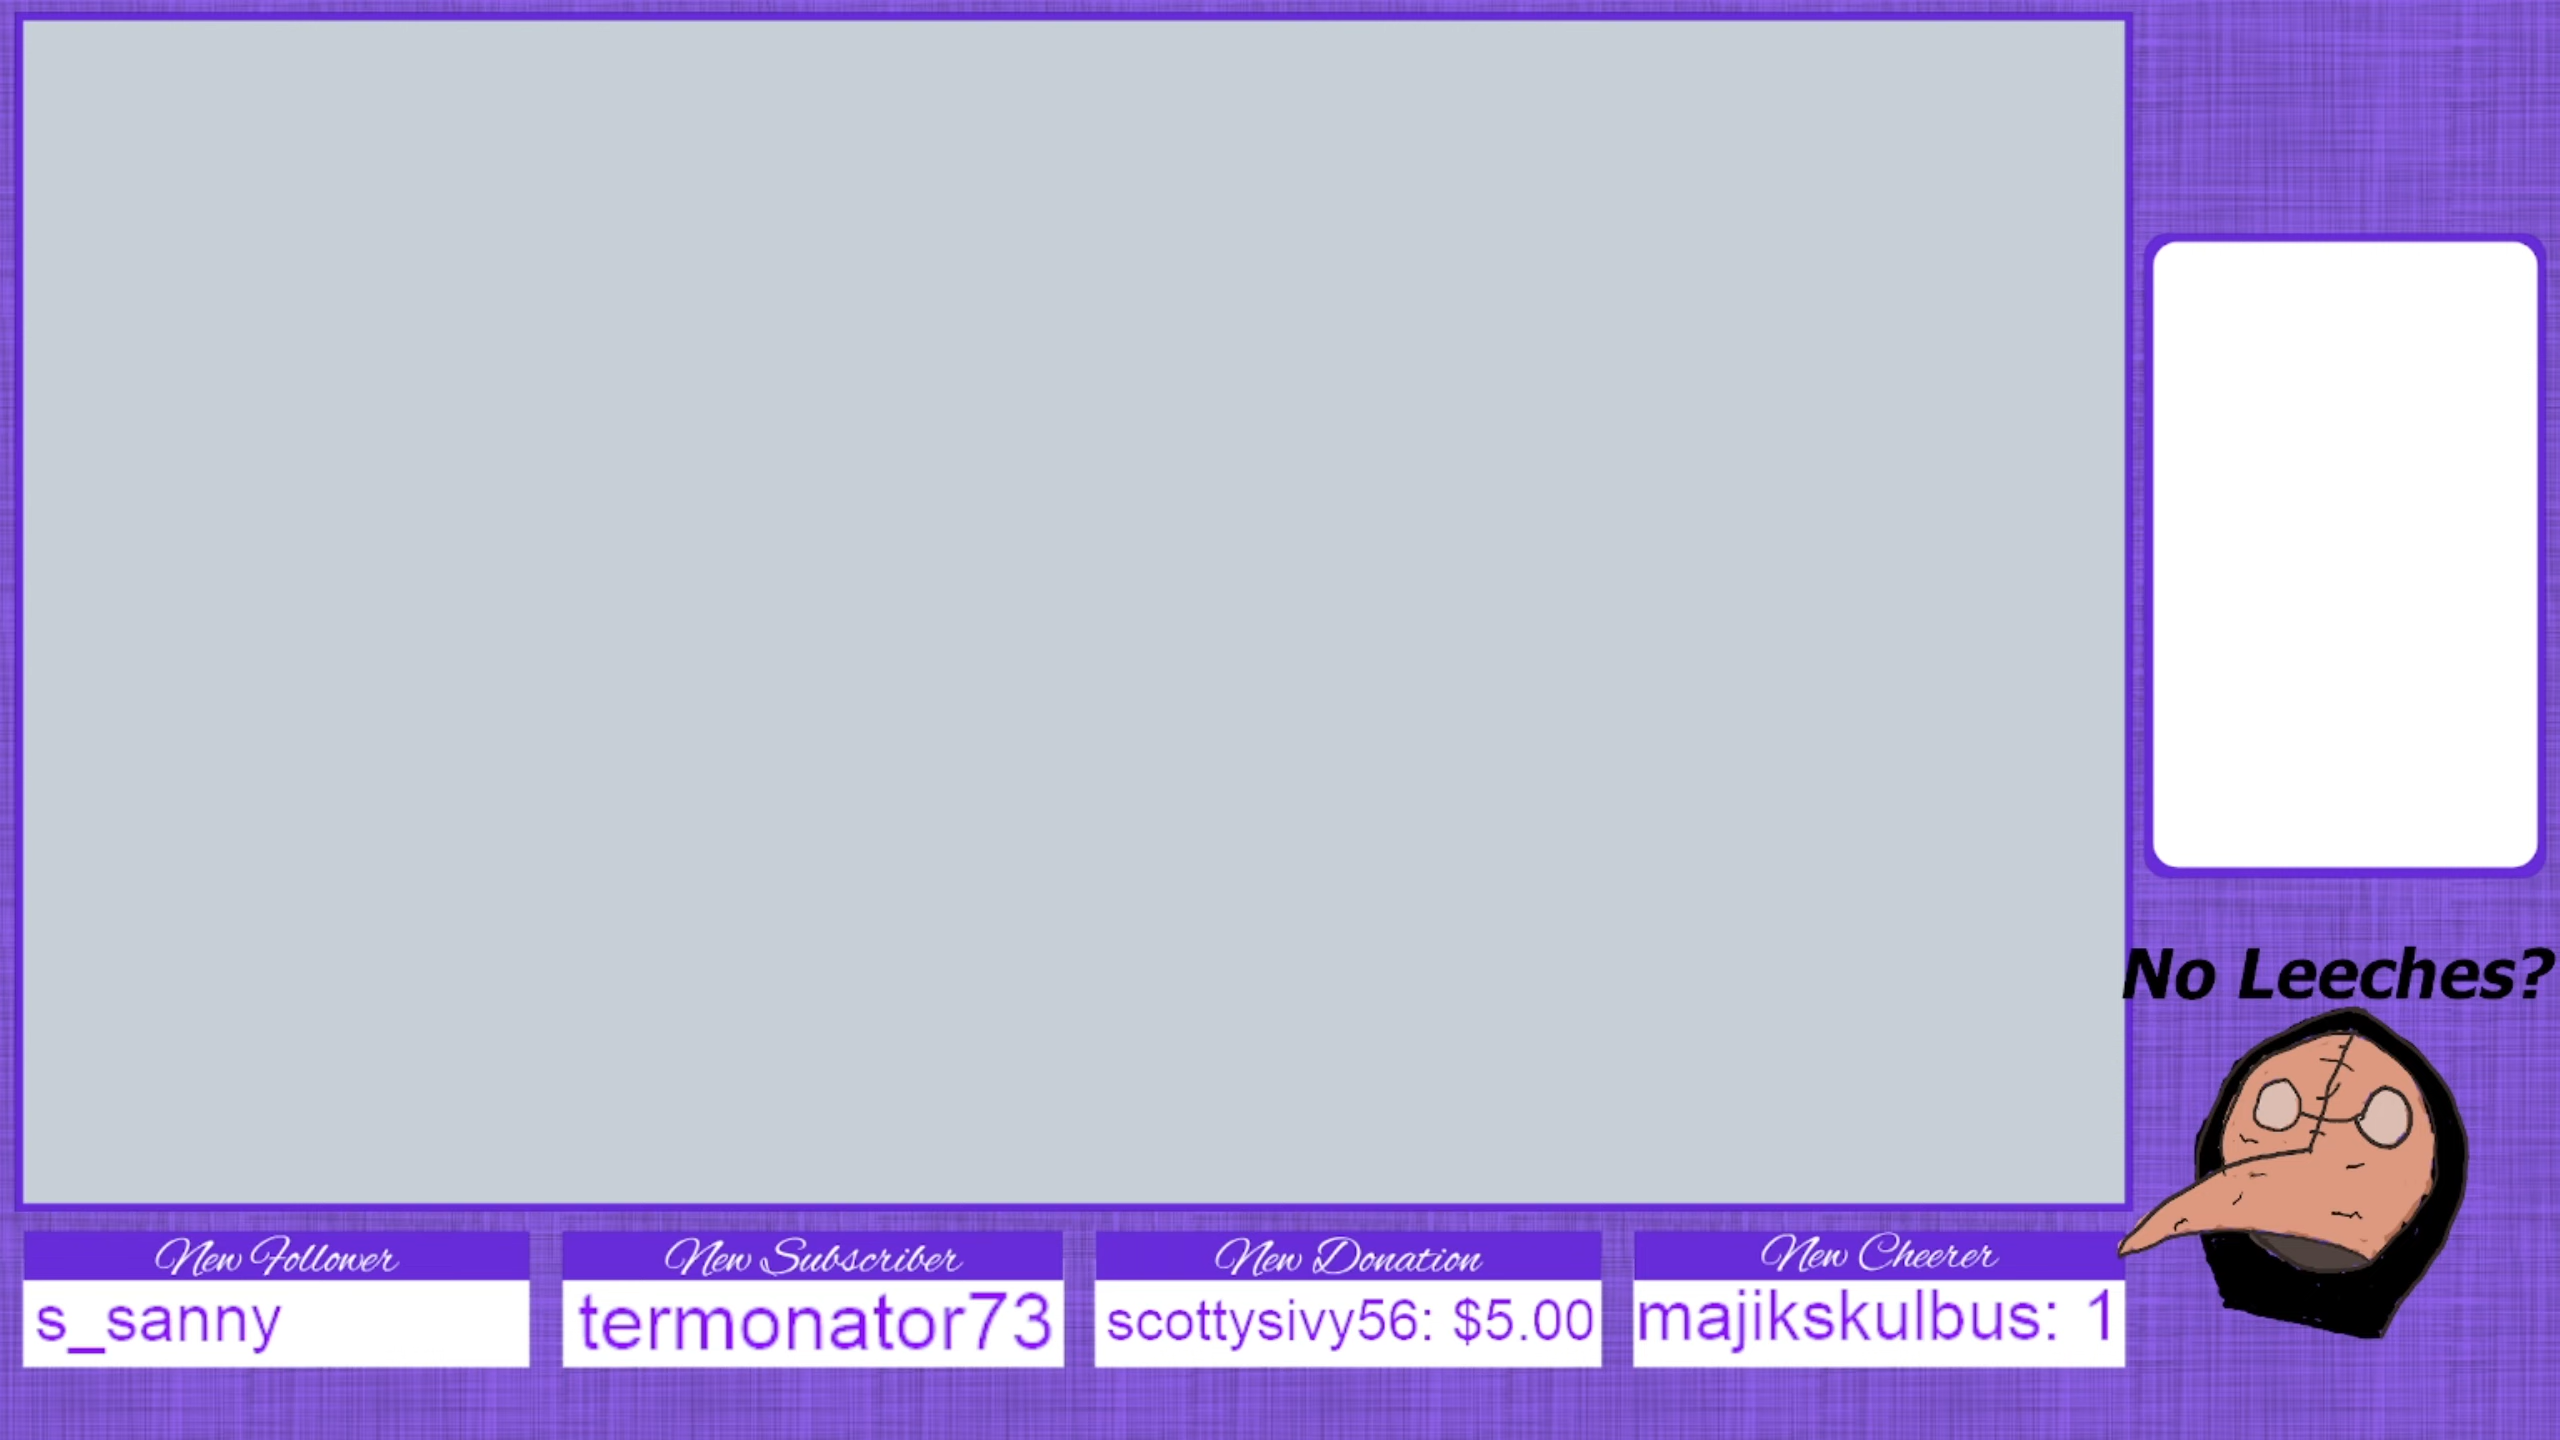 No Leeches?
New Follower
s_sanny
New Subscriber
termonator73
New Donation
scottysivy56: $5.00
New Cheerer
majikskulbus: 1